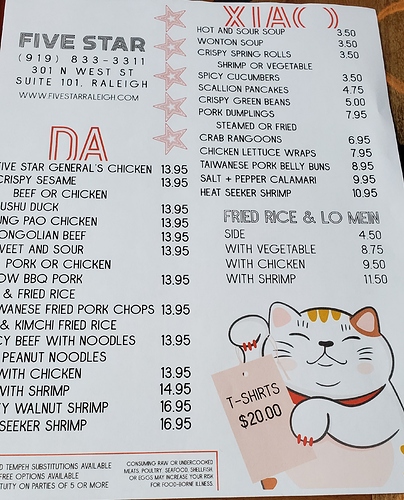 FIVE STAR
(919) 833-3311
301 N WEST ST
SUITE 101, RALEIGH
WWW.FIVESTARRALEIGH.COM
DA
FIVE STAR GENERAL'S CHICKEN 13.95
CRISPY SESAME 13.95
BEEF OR CHICKEN
DUCK 13.95
PAO CHICKEN 13.95
BEEF 13.95
AND SOUR 13.95
PORK OR CHICKEN
BBQ PORK 13.95
& FRIED RICE
FRIED PORK CHOPS 13.95
& KIMCHI FRIED RICE
BEEF WITH NOODLES 13.95
PEANUT NOODLES
WITH CHICKEN 13.95
WITH SHRIMP 14.95
WALNUT SHRIMP 16.95
SEEKER SHRIMP 16.95
TEMPEH SUBSTITUTIONS AVAILABLE
FREE OPTIONS AVAILABLE
ON PARTIES OF 5 OR MORE
CONSUMING RAW OR UNDERCOOKED
MEATS, POULTRY, SEAFOOD, SHELLFISH
OR EGGS MAY INCREASE YOUR RISK
FOR FOOD-BORNE ILLNESS
XIAO
HOT AND SOUR SOUP 3.50
WONTON SOUP 3.50
CRISPY SPRING ROLLS 3.50
SHRIMP OR VEGETABLE
SPICY CUCUMBERS 3.50
SCALLION PANCAKES 4.75
CRISPY GREEN BEANS 5.00
PORK DUMPLINGS 7.95
STEAMED OR FRIED
CRAB RANGOONS 6.95
CHICKEN LETTUCE WRAPS 7.95
TAIWANESE PORK BELLY BUNS 8.95
SALT + PEPPER CALAMARI 9.95
HEAT SEEKER SHRIMP 10.95
FRIED RICE & LO MEIN
SIDE 4.50
WITH VEGETABLE 8.75
WITH CHICKEN 9.50
WITH SHRIMP 11.50
T-SHIRTS
$20.00